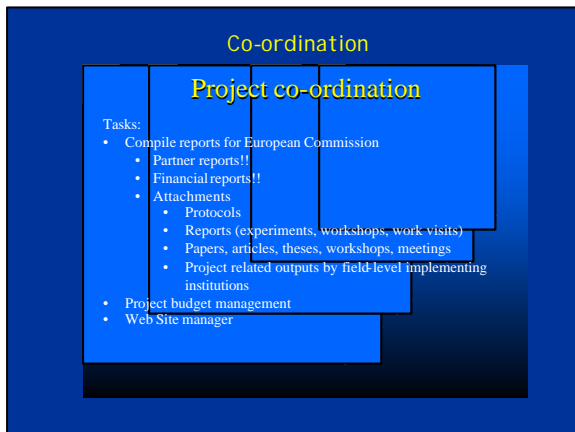 Co-ordination
Project co-ordination
Tasks:
• Compile reports for European Commission
• Partner reports!!
• Financial reports!!
• Attachments
• Protocols
• Reports (experiments, workshops, work visits)
• Papers, articles, theses, workshops, meetings
• Project related outputs by field-level implementing
institutions
• Project budget management
• Web Site manager